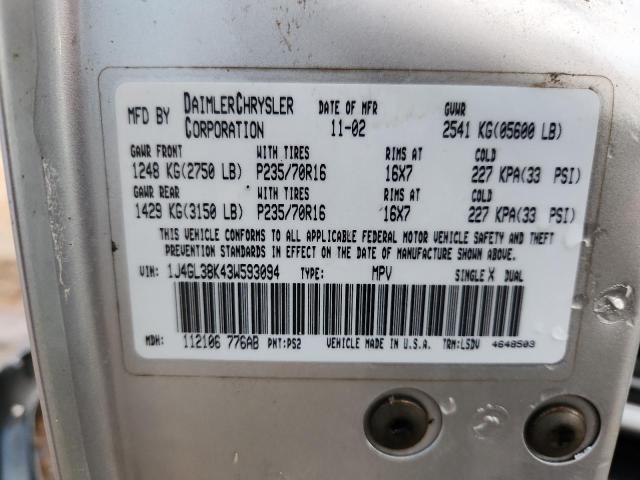 MFD BY DAIMLERCHRYSLER CORPORATION DATE OF MFR 11-02 GVWR 2541 KG(05600 LB)
GAWR FRONT WITH TIRES RIMS AT COLD
1248 KG(2750 LB) P235/70R16 16X7 227 KPA(33 PSI)
GAWR REAR WITH TIRES RIMS AT COLD
1429 KG(3150 LB) P235/70R16 16X7 227 KPA(33 PSI)
THIS VEHICLE CONFORMS TO ALL APPLICABLE FEDERAL MOTOR VEHICLE SAFETY AND THEFT
PREVENTION STANDARDS IN EFFECT ON THE DATE OF MANUFACTURE SHOWN ABOVE.
VIN: 1J4GL38K43W593094 TYPE: MPV SINGLE X DUAL
MDH: 112106 776AB PNT:PS2 VEHICLE MADE IN U.S.A. TRM:LSDV 4648503